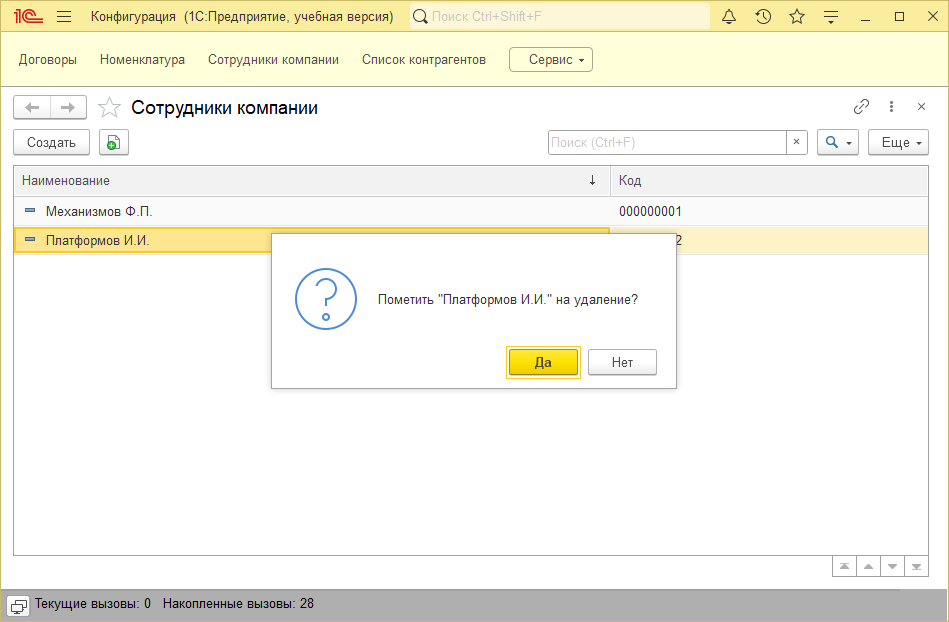 1С Конфигурация (1С:Предприятие, учебная версия) Поиск Ctrl+Shift+F
Договоры Номенклатура Сотрудники компании Список контрагентов Сервис
Сотрудники компании
Создать Поиск (Ctrl+F) × Еще
Наименование ↓ Код
Механизмов Ф.П. 000000001
Платформов И.И. 2
Пометить "Платформов И.И." на удаление?
Да Нет
Текущие вызовы: 0 Накопленные вызовы: 28